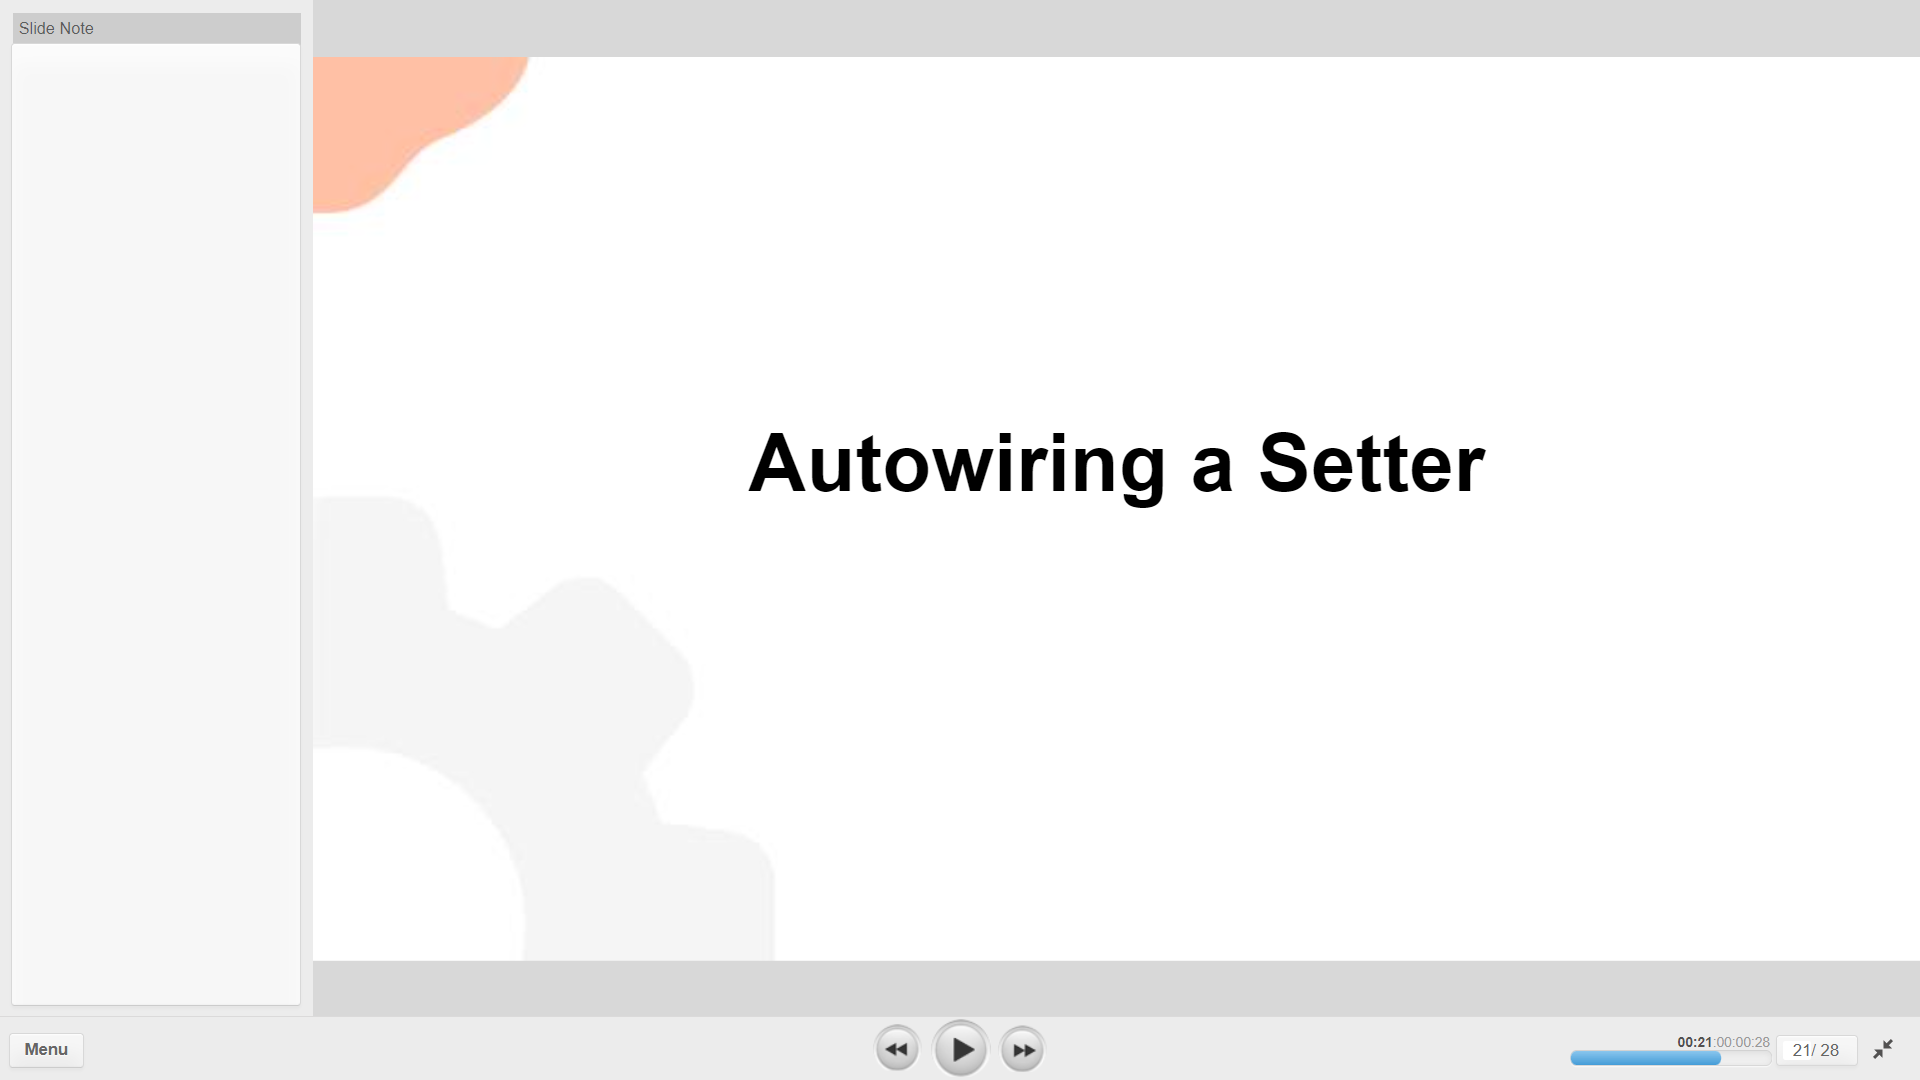 Slide Note
Autowiring a Setter
Menu
00:21:00:00:28
21/ 28